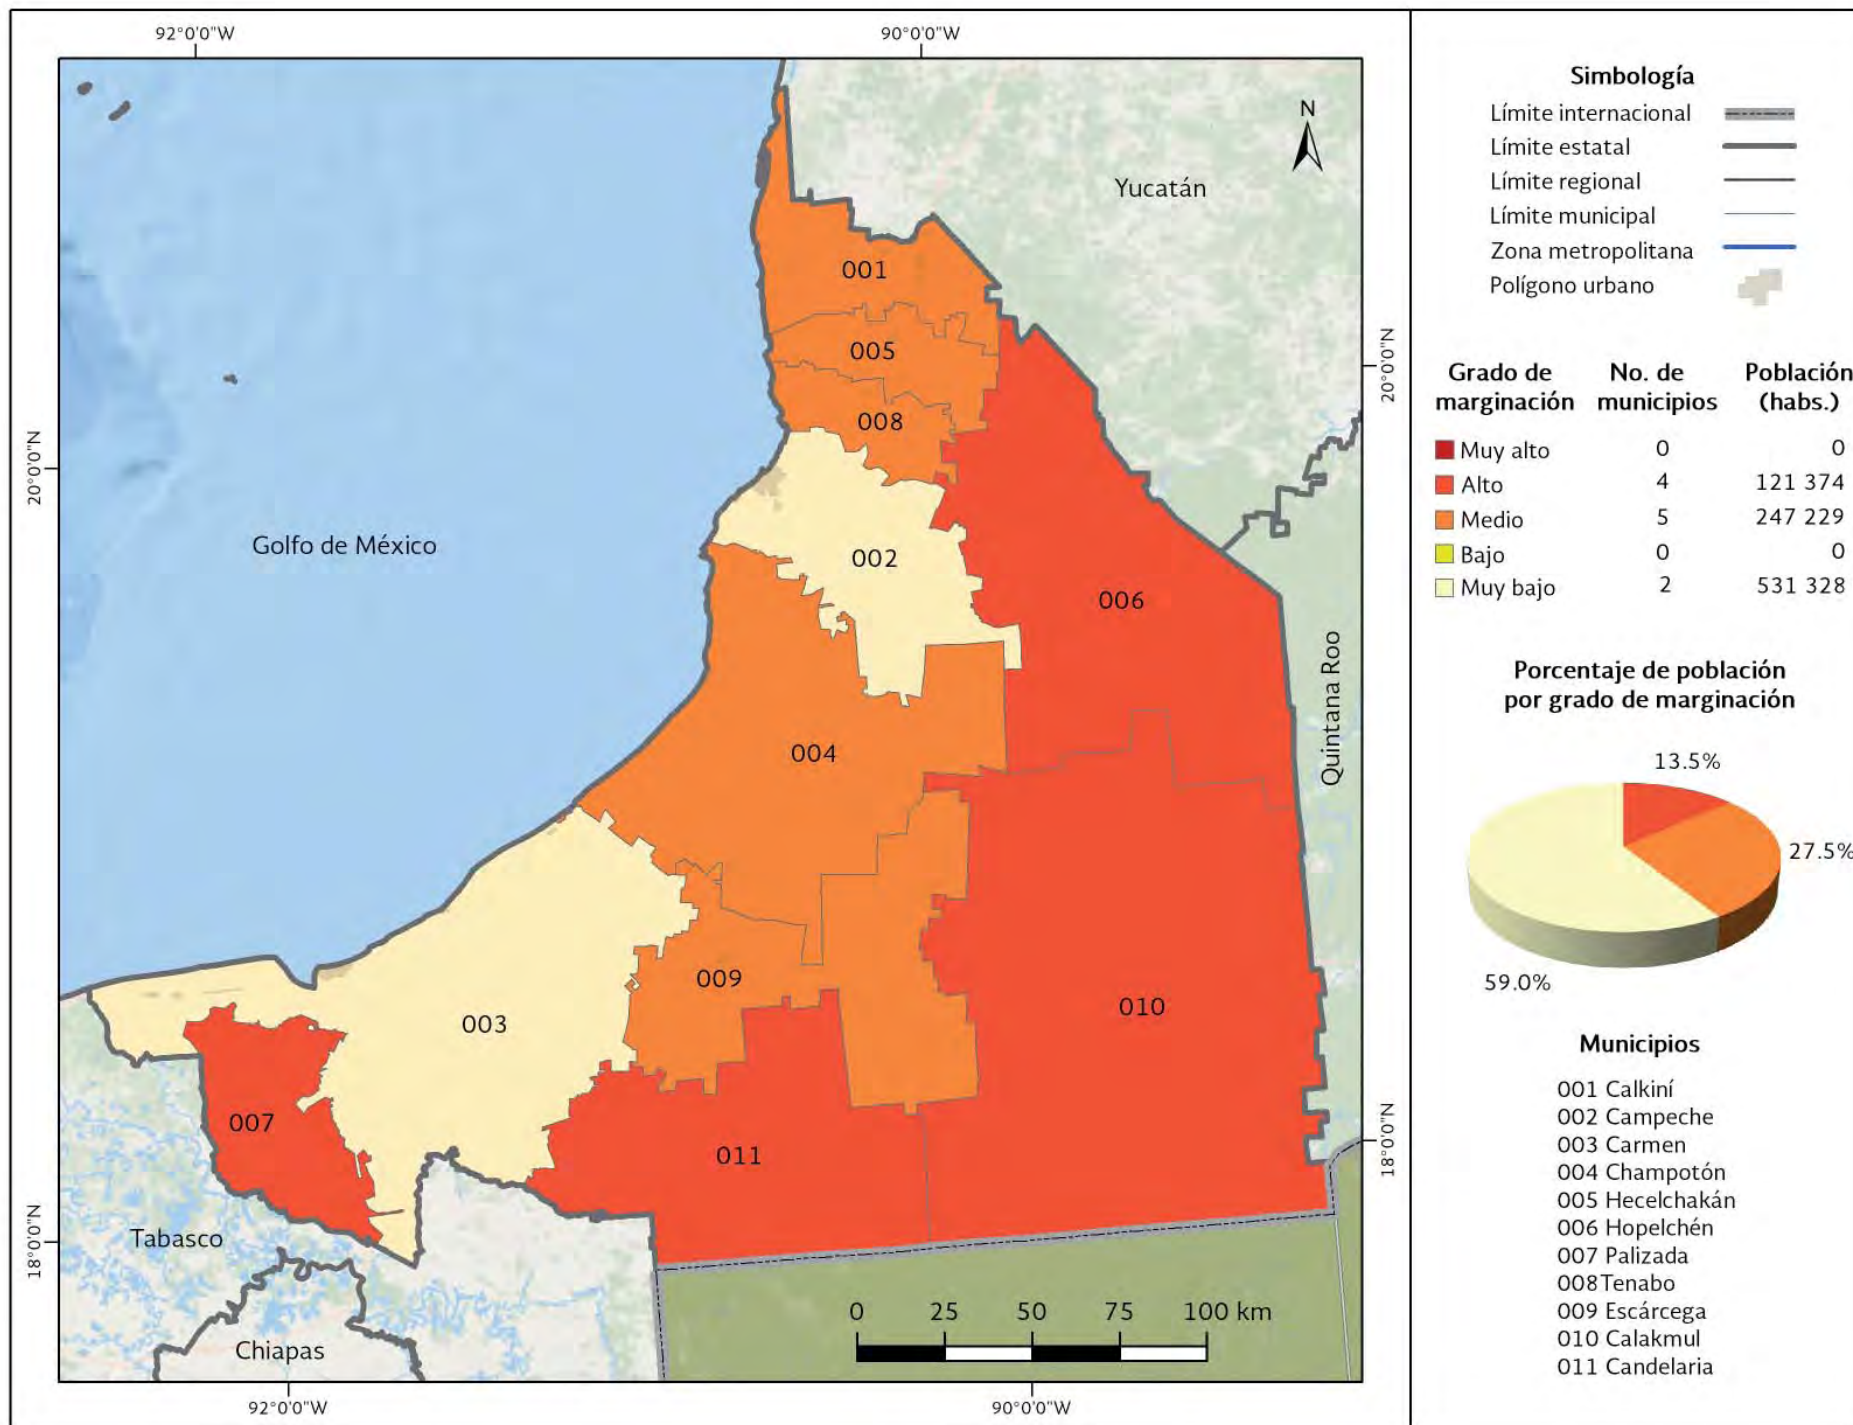 92°0'0"W
90°0'0"W
N
Yucatán
001
20°0'0"N
005
008
20°0'0"N
Golfo de México
002
006
Quintana Roo
004
009
010
003
007
18°0'0"N
011
18°0'0"N
Tabasco
0 25 50 75 100 km
Chiapas
92°0'0"W
90°0'0"W
Simbología
Límite internacional
Límite estatal
Límite regional
Límite municipal
Zona metropolitana
Polígono urbano
Grado de marginación No. de municipios Población (habs.)
Muy alto 0 0
Alto 4 121 374
Medio 5 247 229
Bajo 0 0
Muy bajo 2 531 328
Porcentaje de población
por grado de marginación
13.5%
27.5%
59.0%
Municipios
001 Calkiní
002 Campeche
003 Carmen
004 Champotón
005 Hecelchakán
006 Hopelchén
007 Palizada
008Tenabo
009 Escárcega
010 Calakmul
011 Candelaria